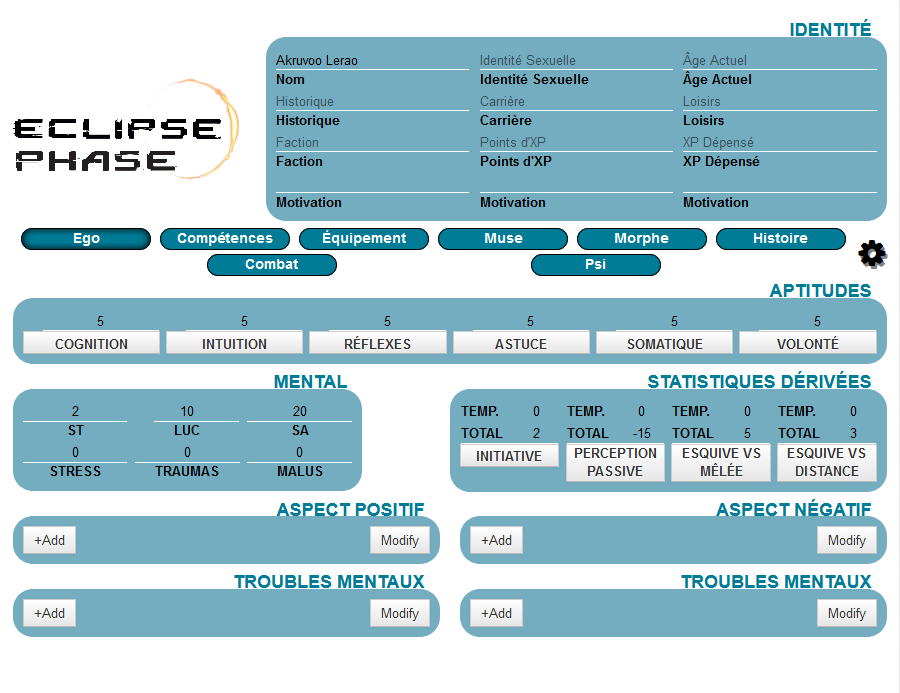 IDENTITÉ
Akruvoo Lerao Identité Sexuelle Âge Actuel
Nom Identité Sexuelle Âge Actuel
Historique Carrière Loisirs
Historique Carrière Loisirs
Faction Points d'XP XP Dépensé
Faction Points d'XP XP Dépensé
Motivation Motivation Motivation
ECLIPSE
PHASE
Ego Compétences Équipement Muse Morphe Histoire
Combat Psi
APTITUDES
5 5 5 5 5 5
COGNITION INTUITION RÉFLEXES ASTUCE SOMATIQUE VOLONTÉ
MENTAL
2 10 20
ST LUC SA
0 0 0
STRESS TRAUMAS MALUS
STATISTIQUES DÉRIVÉES
TEMP. 0 TEMP. 0 TEMP. 0 TEMP. 0
TOTAL 2 TOTAL -15 TOTAL 5 TOTAL 3
INITIATIVE PERCEPTION PASSIVE ESQUIVE VS MÊLÉE ESQUIVE VS DISTANCE
ASPECT POSITIF ASPECT NÉGATIF
+Add Modify +Add Modify
TROUBLES MENTAUX TROUBLES MENTAUX
+Add Modify +Add Modify